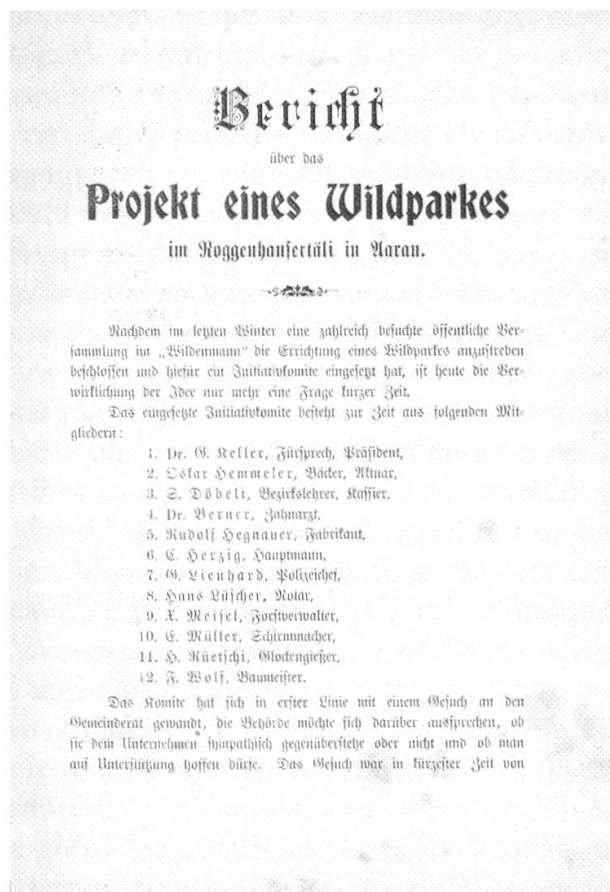 Bericht
über das
Projekt eines Wildparkes
im Roggenhausertäli in Aarau.
Nachdem im letzten Winter eine zahlreich besuchte öffentliche Ver-
sammlung im „Wildenmann“ die Errichtung eines Wildparkes anzustreben
beschlossen und hiefür ein Initiativkomite eingesetzt hat, ist heute die Ver-
wirklichung der Idee nur mehr eine Frage kurzer Zeit.
Das eingesetzte Initiativkomite besteht zur Zeit aus folgenden Mit-
gliedern:
1. Dr. G. Keller, Fürsprech, Präsident,
2. Oskar Hemmeler, Bäcker, Aktuar,
3. S. Döbeli, Bezirkslehrer, Kassier,
4. Dr. Berner, Zahnarzt,
5. Rudolf Hegnauer, Fabrikant,
6. C. Herzig, Hauptmann,
7. G. Lienhard, Polizeichef,
8. Hans Lüscher, Notar,
9. X. Meisel, Forstverwalter,
10. E. Müller, Schirmmacher,
11. H. Rüetschi, Glockengießer,
12. F. Wolf, Baumeister.
Das Komite hat sich in erster Linie mit einem Gesuch an den
Gemeinderat gewandt, die Behörde möchte sich darüber aussprechen, ob
sie dem Unternehmen sympathisch gegenüberstehe oder nicht und ob man
auf Unterstützung hoffen dürfe. Das Gesuch war in kürzester Zeit von